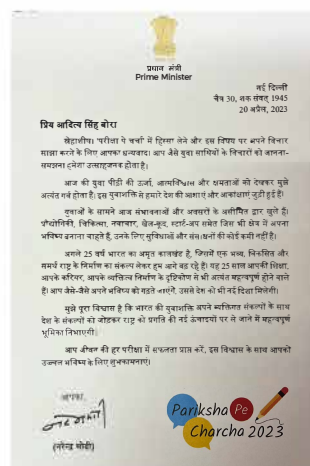 प्रधान मंत्री
Prime Minister
नई दिल्ली
चैत्र 30, शक संवत् 1945
20 अप्रैल, 2023
प्रिय आदित्य सिंह बोरा
स्नेहाशीष। 'परीक्षा पे चर्चा' में हिस्सा लेने और इस विषय पर अपने विचार
साझा करने के लिए आपका धन्यवाद। आप जैसे युवा साथियों के विचारों को जानना-
समझना हमेशा उत्साहजनक होता है।
आज की युवा पीढ़ी की ऊर्जा, आत्मविश्वास और क्षमताओं को देखकर मुझे
अत्यंत गर्व होता है। इस युवाशक्ति से हमारे देश की आशाएं और आकांक्षाएं जुड़ी हुई हैं।
युवाओं के सामने आज संभावनाओं और अवसरों के असीमित द्वार खुले हैं।
प्रौद्योगिकी, चिकित्सा, नवाचार, खेल-कूद, स्टार्ट-अप समेत जिस भी क्षेत्र में अपना
भविष्य बनाना चाहते हैं, उनके लिए सुविधाओं और संसाधनों की कोई कमी नहीं है।
अगले 25 वर्ष भारत का अमृत कालखंड है, जिसमें एक भव्य, विकसित और
समर्थ राष्ट्र के निर्माण का संकल्प लेकर हम आगे बढ़ रहे हैं। यह 25 साल आपकी शिक्षा,
आपके करियर, आपके व्यक्तित्व निर्माण के दृष्टिकोण से भी अत्यंत महत्वपूर्ण होने वाले
हैं। आप जैसे-जैसे अपने भविष्य को गढ़ते जाएंगे, उससे देश को भी नई दिशा मिलेगी।
मुझे पूरा विश्वास है कि भारत की युवाशक्ति अपने व्यक्तिगत संकल्पों के साथ
देश के संकल्पों को जोड़कर राष्ट्र को प्रगति की नई ऊंचाइयों पर ले जाने में महत्वपूर्ण
भूमिका निभाएगी।
आप जीवन की हर परीक्षा में सफलता प्राप्त करें, इस विश्वास के साथ आपको
उज्ज्वल भविष्य के लिए शुभकामनाएं।
आपका,
(नरेन्द्र मोदी)
Pariksha Pe
Charcha 2023